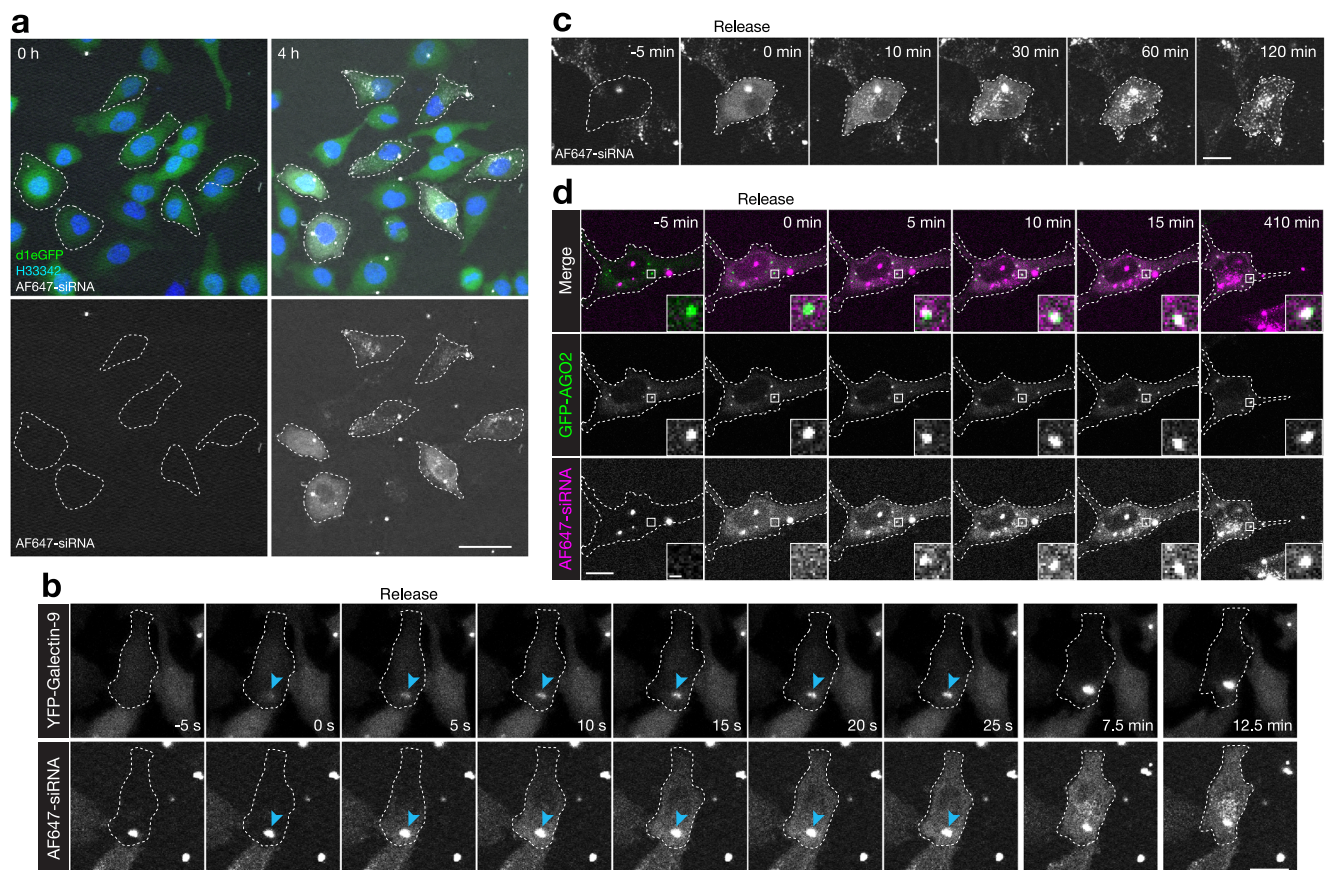 a
0 h
4 h
d1eGFP
H33342
AF647-siRNA
AF647-siRNA
b
Release
YFP-Galectin-9
-5 s
0 s
5 s
10 s
15 s
20 s
25 s
7.5 min
12.5 min
AF647-siRNA
c
Release
-5 min
0 min
10 min
30 min
60 min
120 min
AF647-siRNA
d
Release
Merge
-5 min
0 min
5 min
10 min
15 min
410 min
GFP-AGO2
AF647-siRNA